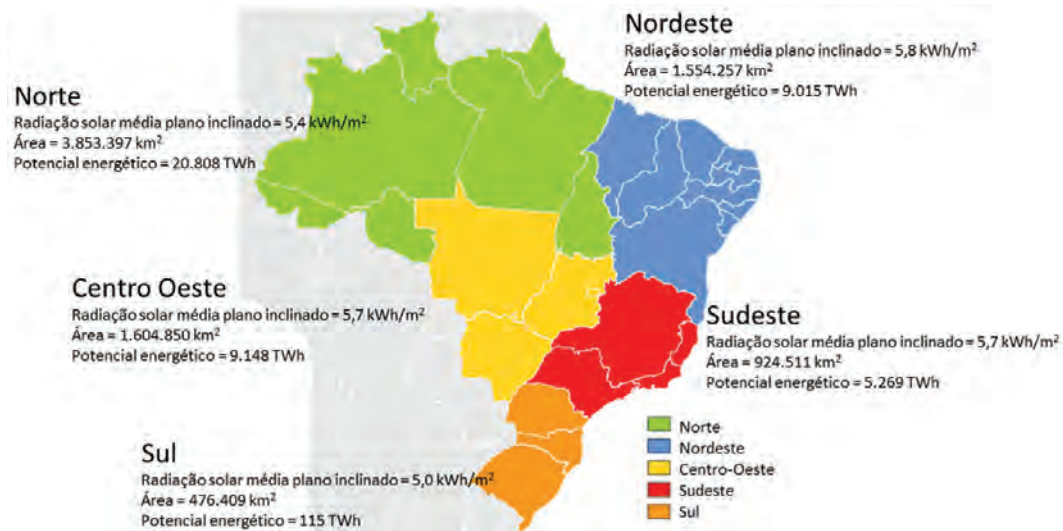 Nordeste
Radiação solar média plano inclinado = 5,8 kWh/m²
Área = 1.554.257 km²
Potencial energético = 9.015 TWh
Norte
Radiação solar média plano inclinado = 5,4 kWh/m²
Área = 3.853.397 km²
Potencial energético = 20.808 TWh
Centro Oeste
Radiação solar média plano inclinado = 5,7 kWh/m²
Área = 1.604.850 km²
Potencial energético = 9.148 TWh
Sudeste
Radiação solar média plano inclinado = 5,7 kWh/m²
Área = 924.511 km²
Potencial energético = 5.269 TWh
Sul
Radiação solar média plano inclinado = 5,0 kWh/m²
Área = 476.409 km²
Potencial energético = 115 TWh
Norte
Nordeste
Centro-Oeste
Sudeste
Sul